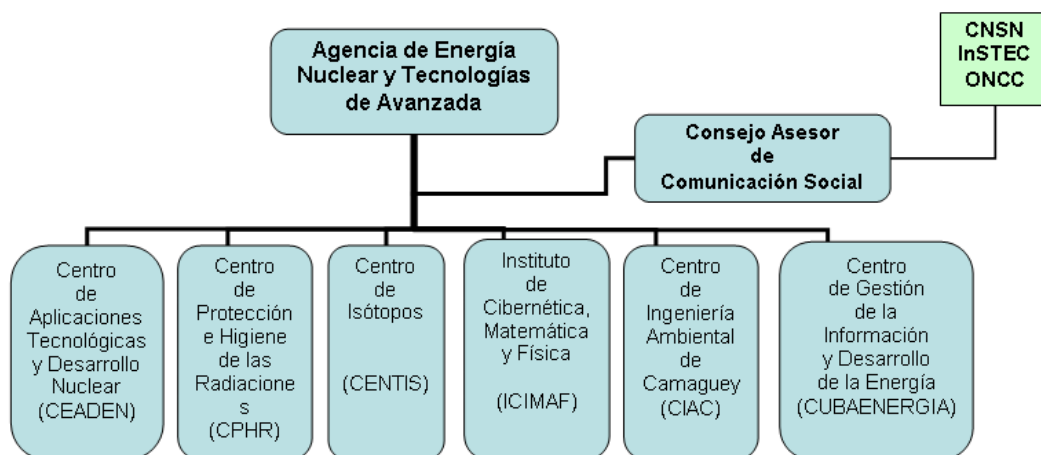 Agencia de Energía
Nuclear y Tecnologías
de Avanzada
CNSN
InSTEC
ONCC
Consejo Asesor
de
Comunicación Social
Centro
de
Aplicaciones
Tecnológicas
y Desarrollo
Nuclear
(CEADEN)
Centro
de
Protección
e Higiene
de las
Radiacione
s
(CPHR)
Centro
de
Isótopos
(CENTIS)
Instituto
de
Cibernética,
Matemática
y Física
(ICIMAF)
Centro
de
Ingeniería
Ambiental
de
Camaguey
(CIAC)
Centro
de Gestión
de la
Información
y Desarrollo
de la Energía
(CUBAENERGIA)